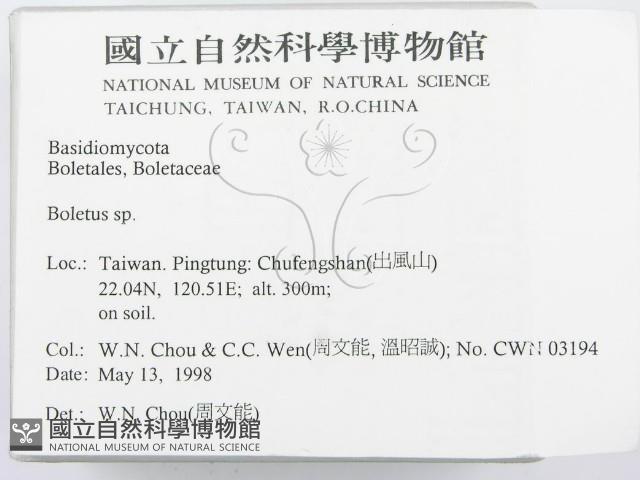 國立自然科學博物館
NATIONAL MUSEUM OF NATURAL SCIENCE
TAICHUNG, TAIWAN, R.O.CHINA
Basidiomycota
Boletales, Boletaceae
Boletus sp.
Loc.: Taiwan. Pingtung: Chufengshan(出風山)
22.04N, 120.51E; alt. 300m;
on soil.
Col.: W.N. Chou & C.C. Wen(周文能, 溫昭誠); No. CWN 03194
Date: May 13, 1998
Det.: W.N. Chou(周文能)
國立自然科學博物館
NATIONAL MUSEUM OF NATURAL SCIENCE